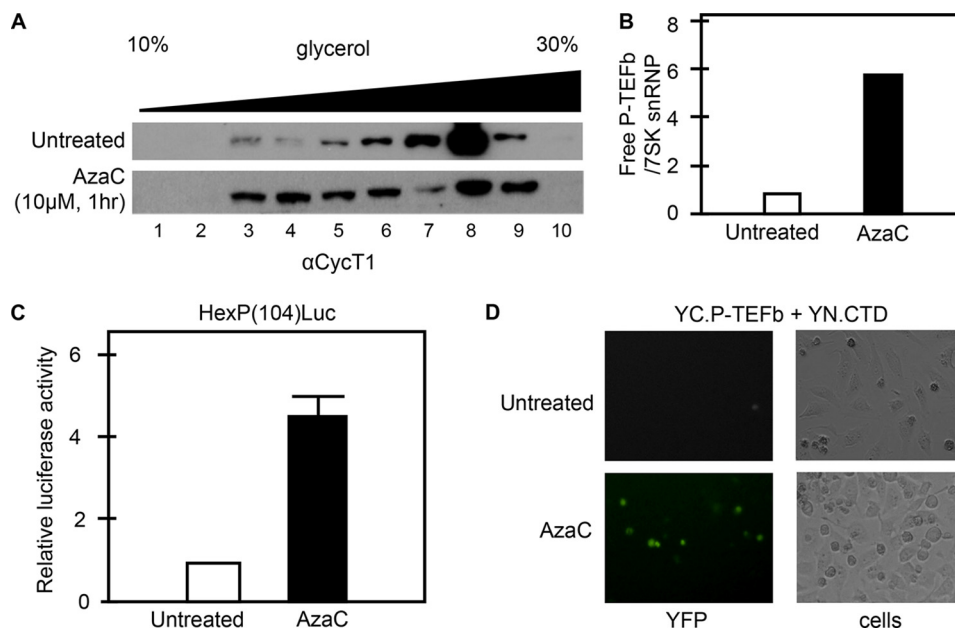 A
10%
glycerol
30%
Untreated
AzaC
(10µM, 1hr)
1 2 3 4 5 6 7 8 9 10
αCycT1
B
Free P-TEFb
/7SK snRNP
8
6
4
2
0
Untreated AzaC
C
HexP(104)Luc
Relative luciferase activity
6
4
2
0
Untreated AzaC
D
YC.P-TEFb + YN.CTD
Untreated
AzaC
YFP cells